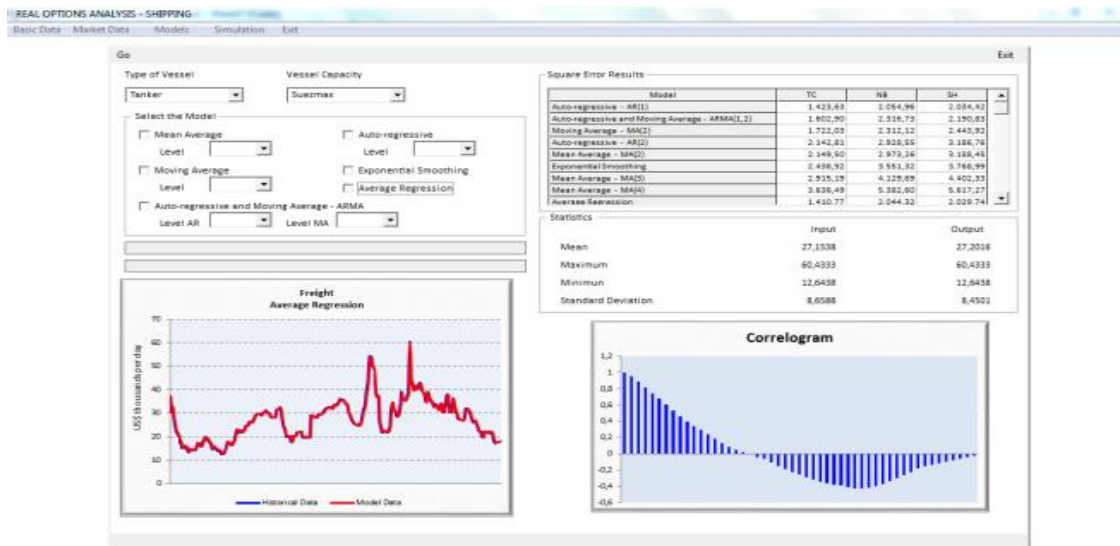 REAL OPTIONS ANALYSIS - SHIPPING
Basic Data Market Data Models Simulation Exit
Go Exit
Type of Vessel Vessel Capacity
Tanker Suezmax
Select the Model
Mean Average Auto-regressive
Level Level
Moving Average Exponential Smoothing
Level Average Regression
Auto-regressive and Moving Average - ARMA
Level AR Level MA
Square Error Results
Model TC NB SH
Auto-regressive - AR(1) 1.423,63 2.054,96 2.034,42
Auto-regressive and Moving Average - ARMA(1,2) 1.602,90 2.316,73 2.190,83
Moving Average - MA(2) 1.722,03 2.312,12 2.443,92
Auto-regressive - AR(2) 2.142,81 2.928,55 3.186,76
Mean Average - MA(2) 2.149,50 2.973,26 3.188,45
Exponential Smoothing 2.436,92 3.551,32 3.766,99
Mean Average - MA(3) 2.915,19 4.129,69 4.402,33
Mean Average - MA(4) 3.636,49 5.382,60 5.617,27
Average Regression 1.410,77 2.044,32 2.029,74
Statistics
Input Output
Mean 27,1538 27,2016
Maximum 60,4333 60,4333
Minimun 12,6438 12,6438
Standard Deviation 8,6588 8,4501
Freight
Average Regression
US$ thousands per day
70
60
50
40
30
20
10
0
Historical Data Model Data
Correlogram
1,2
1
0,8
0,6
0,4
0,2
0
-0,2
-0,4
-0,6